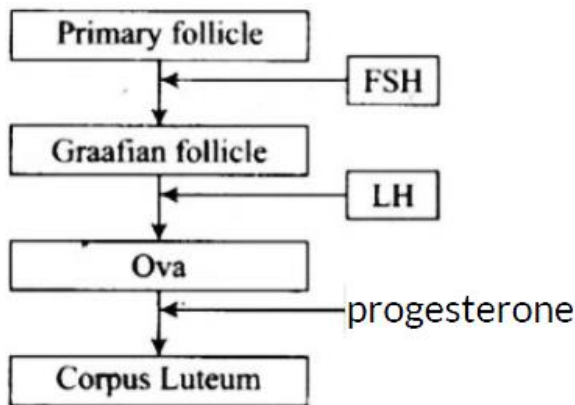 Primary follicle
FSH
Graafian follicle
LH
Ova
progesterone
Corpus Luteum